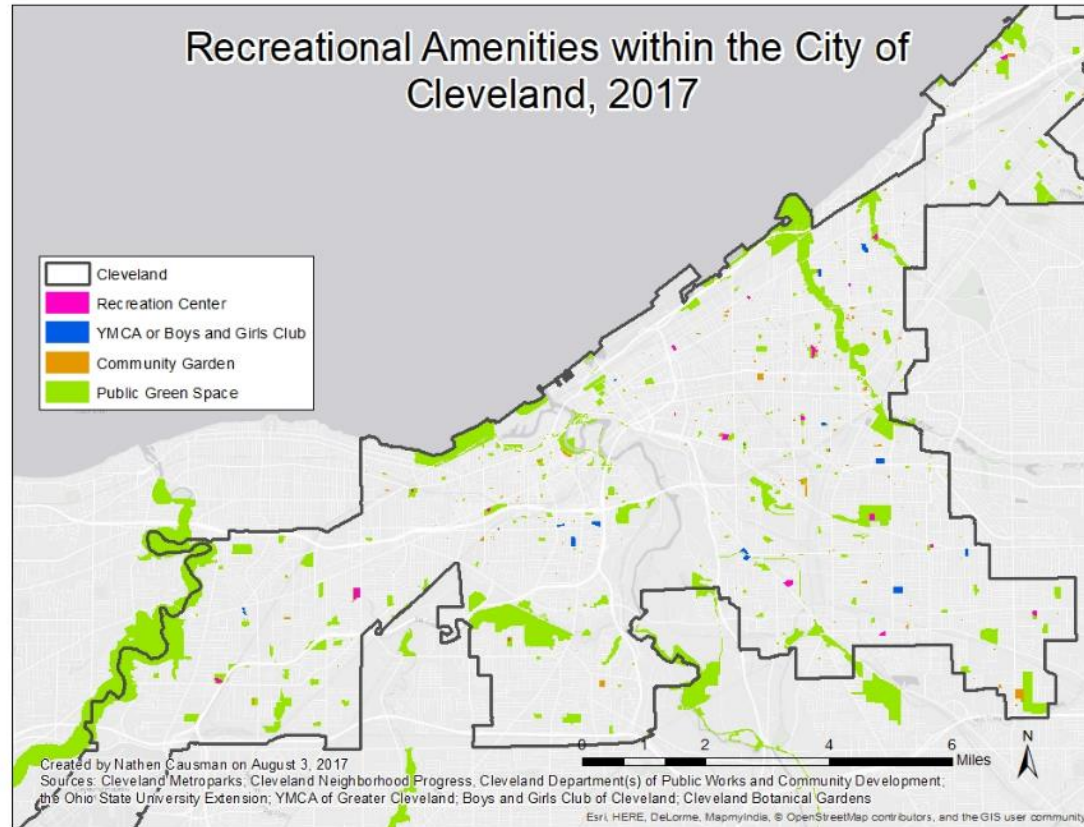 Recreational Amenities within the City of
Cleveland, 2017
Cleveland
Recreation Center
YMCA or Boys and Girls Club
Community Garden
Public Green Space
0 1 2 4 6
Miles
N
Created by Nathen Causman on August 3, 2017
Sources: Cleveland Metroparks, Cleveland Neighborhood Progress, Cleveland Department(s) of Public Works and Community Development;
the Ohio State University Extension; YMCA of Greater Cleveland; Boys and Girls Club of Cleveland; Cleveland Botanical Gardens
Esri, HERE, DeLorme, MapmyIndia, © OpenStreetMap contributors, and the GIS user community